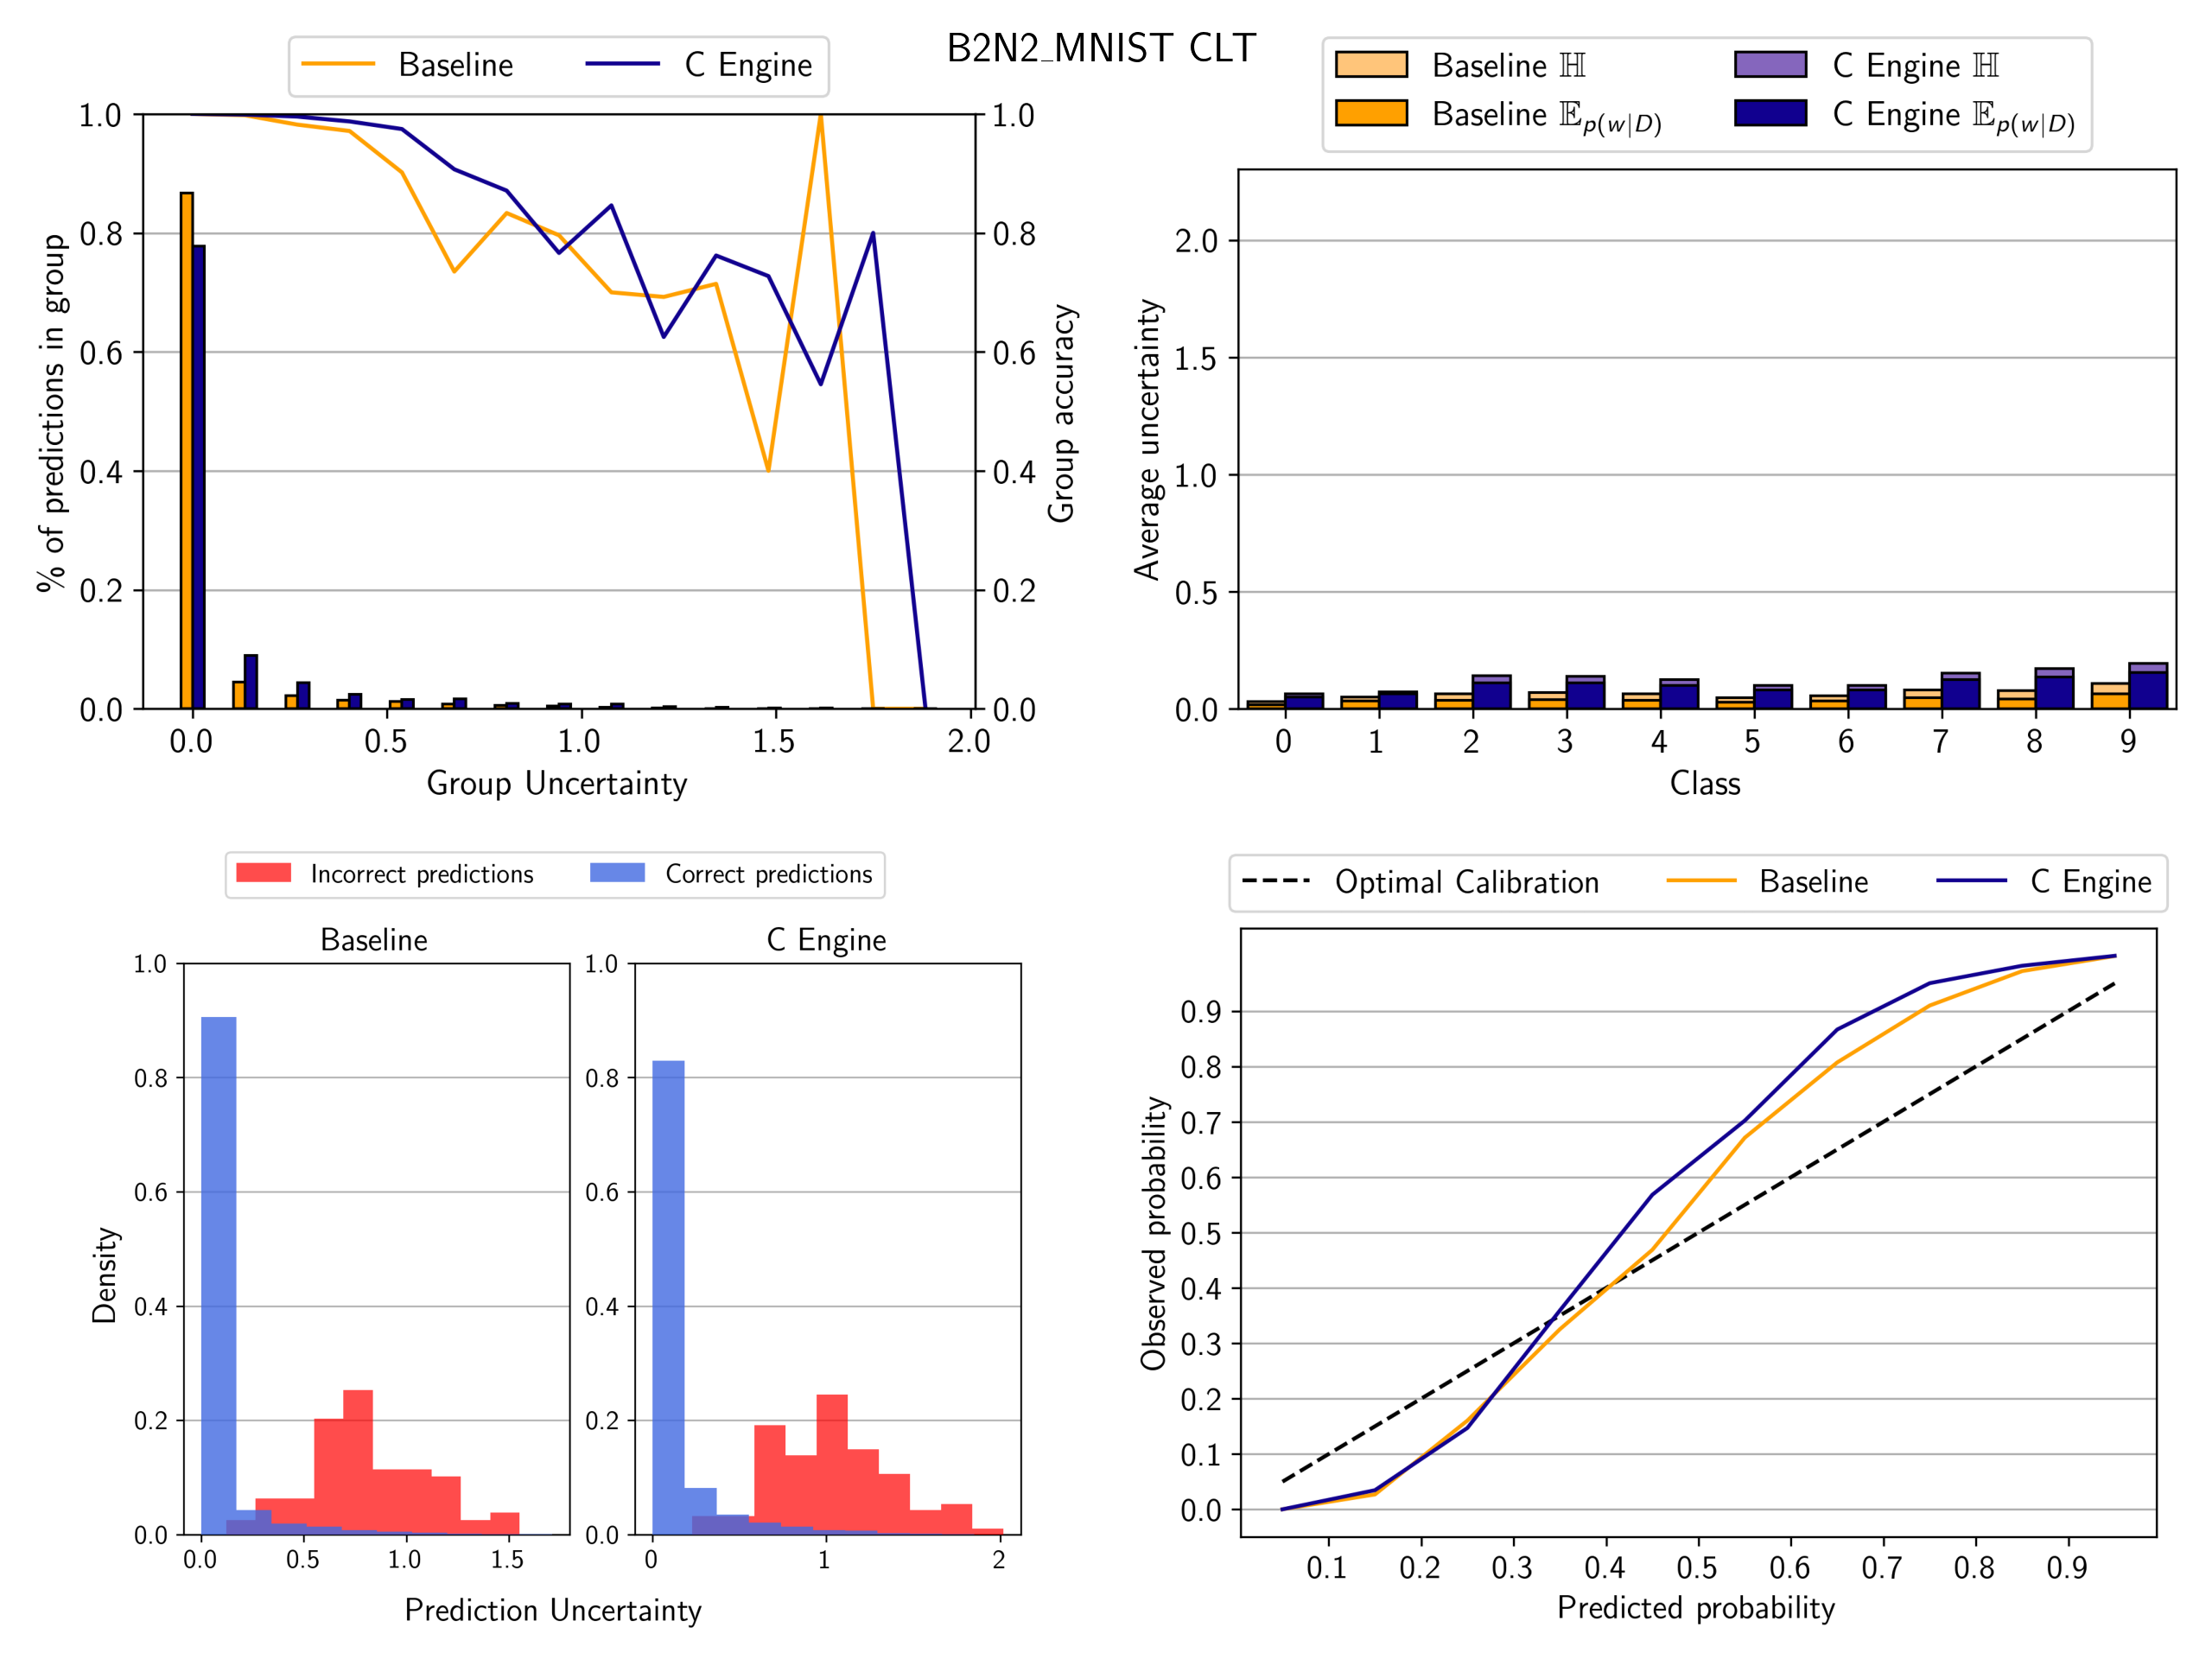 B2N2_MNIST CLT
Baseline
C Engine
1.0
0.8
0.6
0.4
0.2
0.0
% of predictions in group
1.0
0.8
0.6
0.4
0.2
0.0
Group accuracy
0.0 0.5 1.0 1.5 2.0
Group Uncertainty
Baseline ℍ
C Engine ℍ
Baseline 𝔼p(w|D)
C Engine 𝔼p(w|D)
2.0
1.5
1.0
0.5
0.0
Average uncertainty
0 1 2 3 4 5 6 7 8 9
Class
Incorrect predictions
Correct predictions
Baseline
1.0
0.8
0.6
0.4
0.2
0.0
Density
0.0 0.5 1.0 1.5
C Engine
1.0
0.8
0.6
0.4
0.2
0.0
0 1 2
Prediction Uncertainty
Optimal Calibration
Baseline
C Engine
0.9
0.8
0.7
0.6
0.5
0.4
0.3
0.2
0.1
0.0
Observed probability
0.1 0.2 0.3 0.4 0.5 0.6 0.7 0.8 0.9
Predicted probability